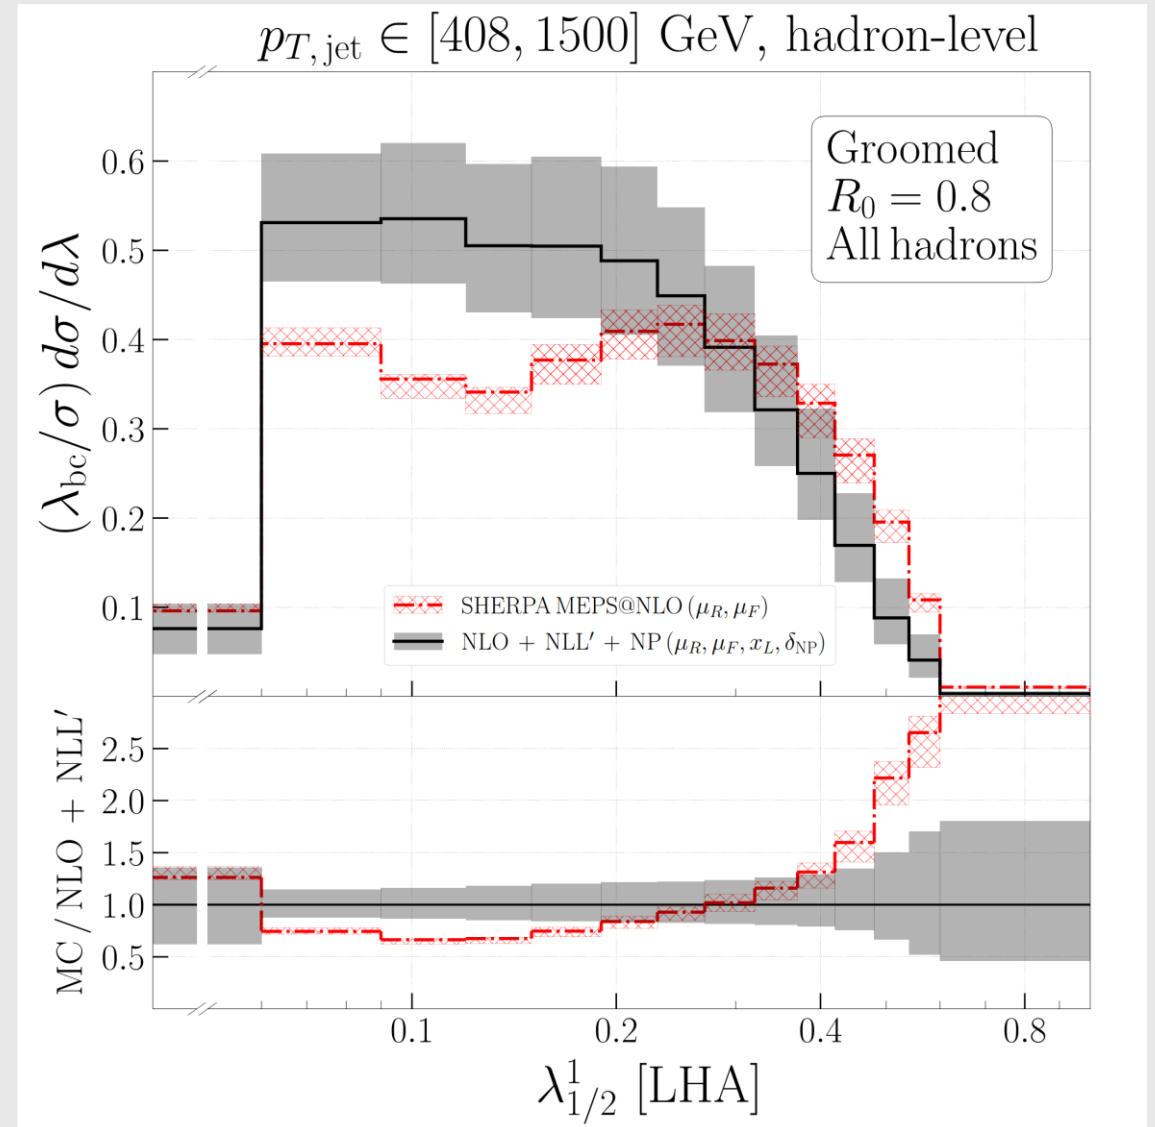 p_{T, jet} ∈ [408, 1500] GeV, hadron-level
Groomed
R_0 = 0.8
All hadrons
(λ_bc/σ) dσ/dλ
0.6
0.5
0.4
0.3
0.2
0.1
SHERPA MEPS@NLO (μ_R, μ_F)
NLO + NLL′ + NP (μ_R, μ_F, x_L, δ_NP)
MC / NLO + NLL′
2.5
2.0
1.5
1.0
0.5
0.1 0.2 0.4 0.8
λ^1_{1/2} [LHA]